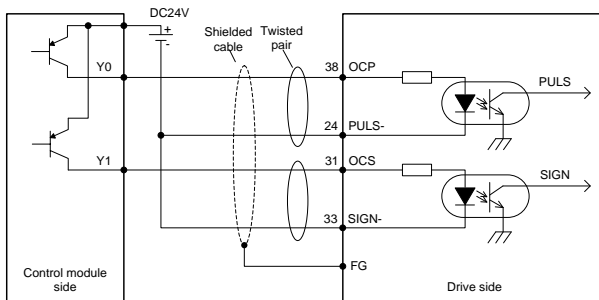 DC24V
+
-
Shielded
cable
Twisted
pair
Y0
38 OCP
PULS
24 PULS-
Y1
31 OCS
SIGN
33 SIGN-
FG
Control module
side
Drive side